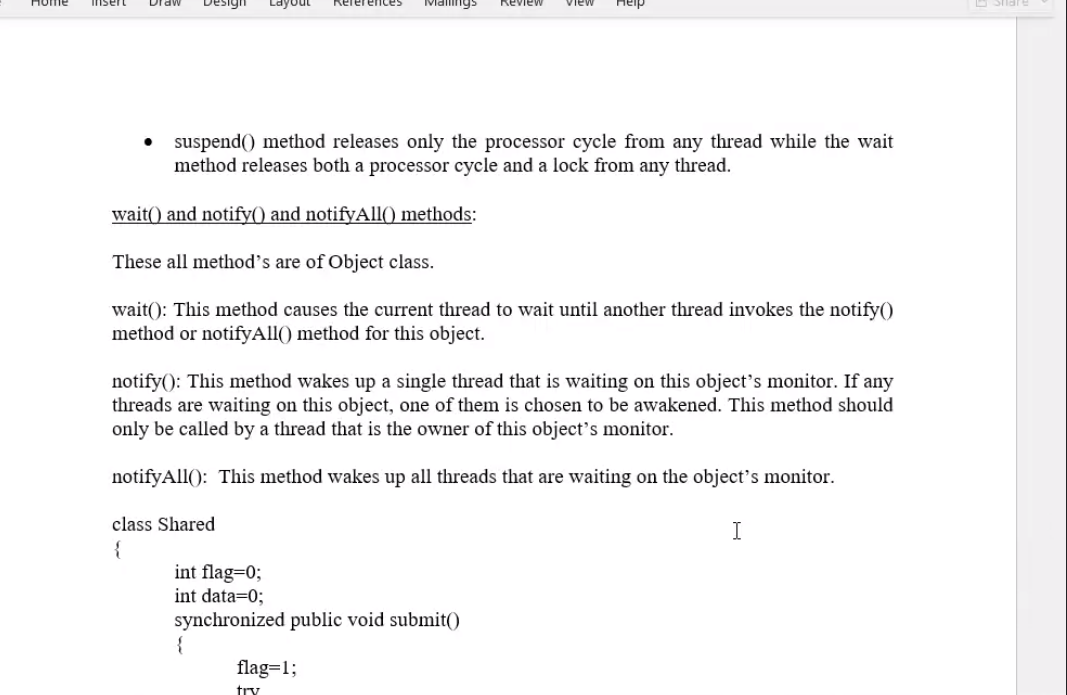 Home Insert Draw Design Layout References Mailings Review View Help Share
• suspend() method releases only the processor cycle from any thread while the wait
method releases both a processor cycle and a lock from any thread.
wait() and notify() and notifyAll() methods:
These all method’s are of Object class.
wait(): This method causes the current thread to wait until another thread invokes the notify()
method or notifyAll() method for this object.
notify(): This method wakes up a single thread that is waiting on this object’s monitor. If any
threads are waiting on this object, one of them is chosen to be awakened. This method should
only be called by a thread that is the owner of this object’s monitor.
notifyAll():  This method wakes up all threads that are waiting on the object’s monitor.
class Shared
{
int flag=0;
int data=0;
synchronized public void submit()
{
flag=1;
try